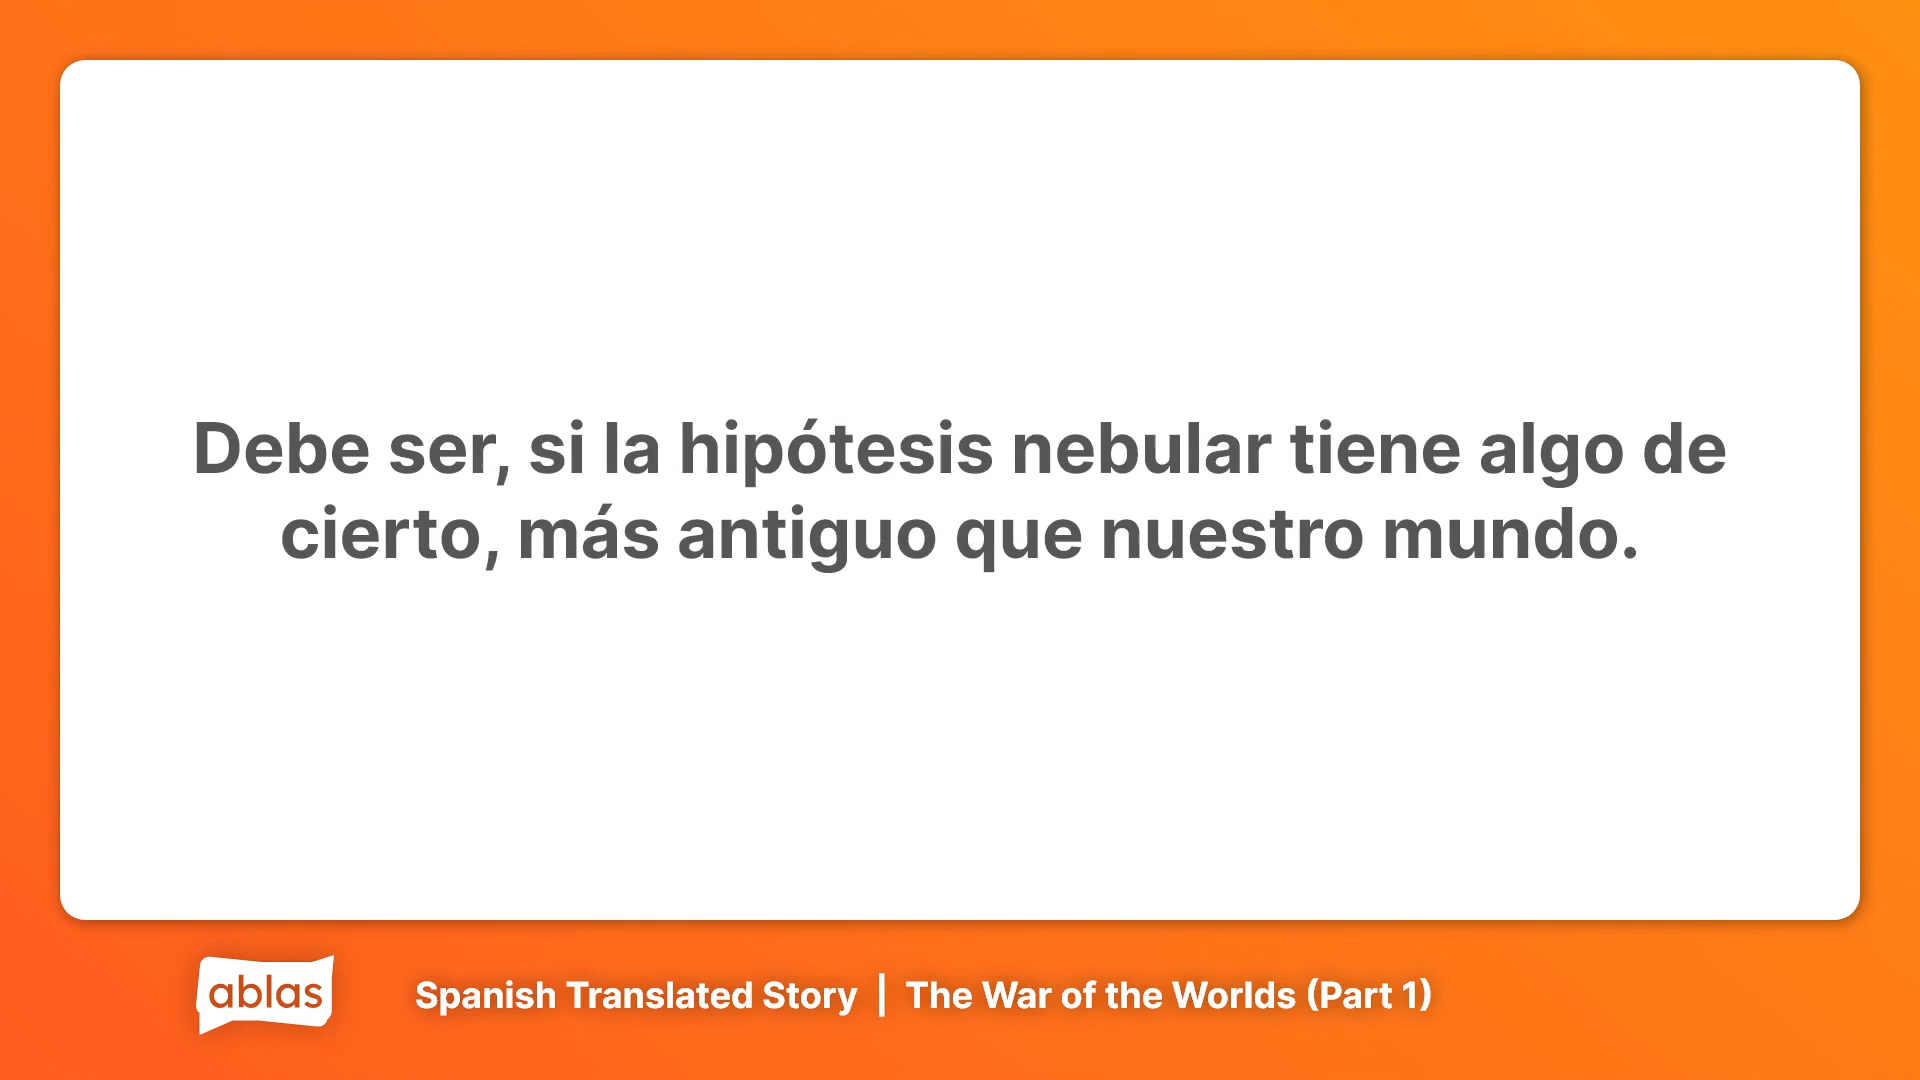 Debe ser, si la hipótesis nebular tiene algo de
cierto, más antiguo que nuestro mundo.
ablas
Spanish Translated Story | The War of the Worlds (Part 1)